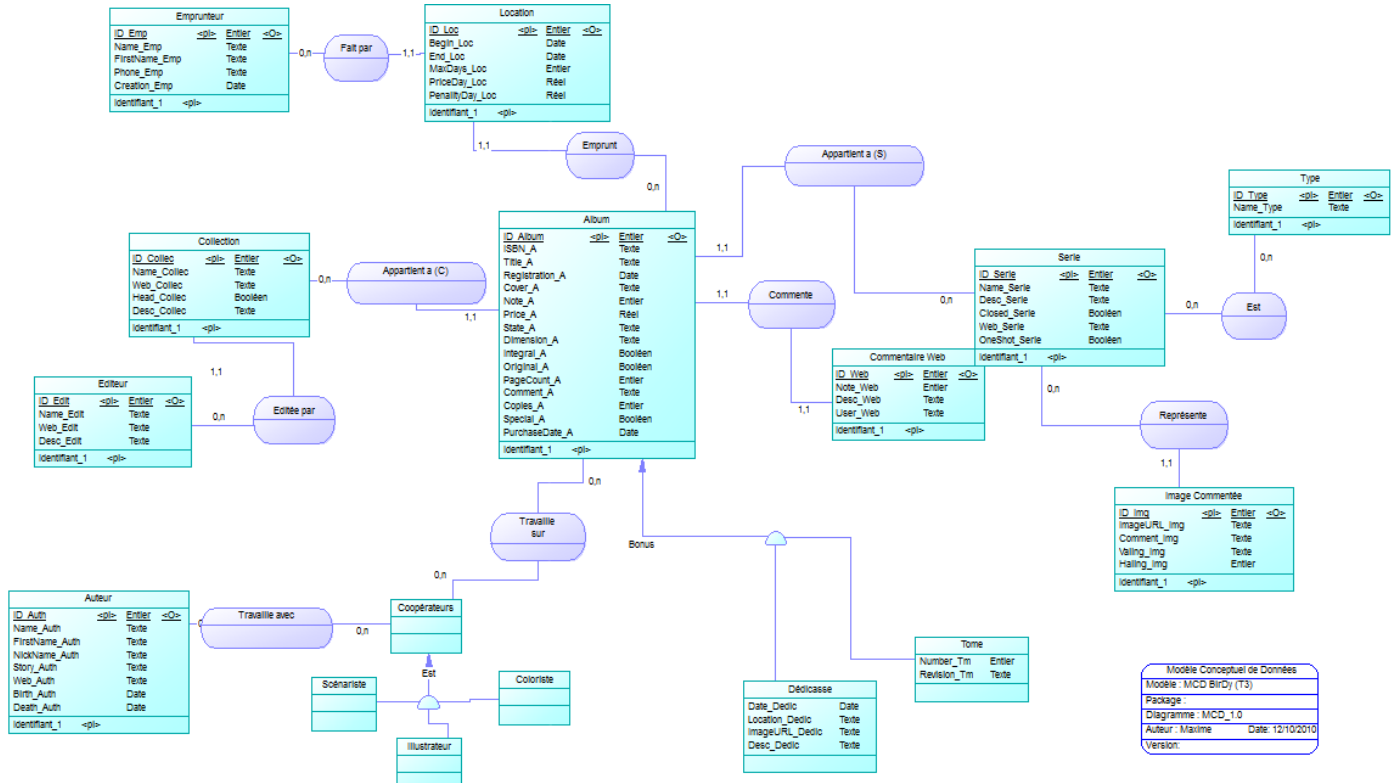 Emprunteur
ID_Emp <pi> Entier <O>
Name_Emp Texte
FirstName_Emp Texte
Phone_Emp Texte
Creation_Emp Date
Identifiant_1 <pi>
0,n
Fait par
1,1
Location
ID_Loc <pi> Entier <O>
Begin_Loc Date
End_Loc Date
MaxDays_Loc Entier
PriceDay_Loc Réel
PenalityDay_Loc Réel
Identifiant_1 <pi>
1,1
Emprunt
0,n
Appartient a (S)
1,1
0,n
Type
ID_Type <pi> Entier <O>
Name_Type Texte
Identifiant_1 <pi>
0,n
Est
0,n
Collection
ID_Collec <pi> Entier <O>
Name_Collec Texte
Web_Collec Texte
Head_Collec Booléen
Desc_Collec Texte
Identifiant_1 <pi>
0,n
Appartient a (C)
1,1
Album
ID_Album <pi> Entier <O>
ISBN_A Texte
Title_A Texte
Registration_A Date
Cover_A Texte
Note_A Entier
Price_A Réel
State_A Texte
Dimension_A Texte
Integral_A Booléen
Original_A Booléen
PageCount_A Entier
Comment_A Texte
Copies_A Entier
Special_A Booléen
PurchaseDate_A Date
Identifiant_1 <pi>
1,1
Commente
1,1
Serie
ID_Serie <pi> Entier <O>
Name_Serie Texte
Desc_Serie Texte
Closed_Serie Booléen
Web_Serie Texte
OneShot_Serie Booléen
Identifiant_1 <pi>
Commentaire Web
ID_Web <pi> Entier <O>
Note_Web Entier
Desc_Web Texte
User_Web Texte
Identifiant_1 <pi>
1,1
Editée par
0,n
Editeur
ID_Edit <pi> Entier <O>
Name_Edit Texte
Web_Edit Texte
Desc_Edit Texte
Identifiant_1 <pi>
0,n
Représente
1,1
Image Commentée
ID_Img <pi> Entier <O>
ImageURL_Img Texte
Comment_Img Texte
Valing_Img Texte
Haling_Img Entier
Identifiant_1 <pi>
0,n
Travaille
sur
0,n
Bonus
Auteur
ID_Auth <pi> Entier <O>
Name_Auth Texte
FirstName_Auth Texte
NickName_Auth Texte
Story_Auth Texte
Web_Auth Texte
Birth_Auth Date
Death_Auth Date
Identifiant_1 <pi>
Travaille avec
0,n
Coopérateurs
Est
Scénariste
Coloriste
Illustrateur
Dédicasse
Date_Dedic Date
Location_Dedic Texte
ImageURL_Dedic Texte
Desc_Dedic Texte
Tome
Number_Tm Entier
Revision_Tm Texte
Modèle Conceptuel de Données
Modèle : MCD BirDy (T3)
Package :
Diagramme : MCD_1.0
Auteur : Maxime Date: 12/10/2010
Version: